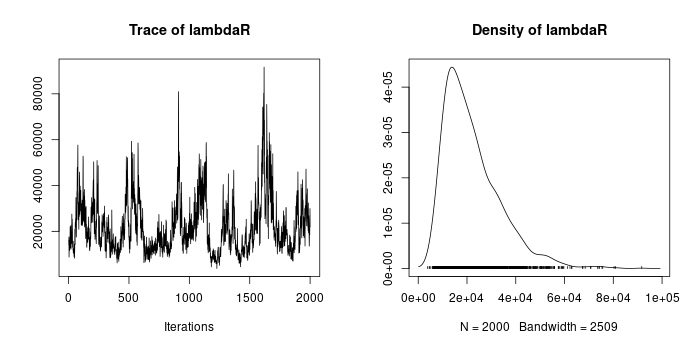 Trace of lambdaR
80000
60000
40000
20000
0
500
1000
1500
2000
Iterations
Density of lambdaR
4e-05
3e-05
2e-05
1e-05
0e+00
0e+00
2e+04
4e+04
6e+04
8e+04
1e+05
N = 2000 Bandwidth = 2509